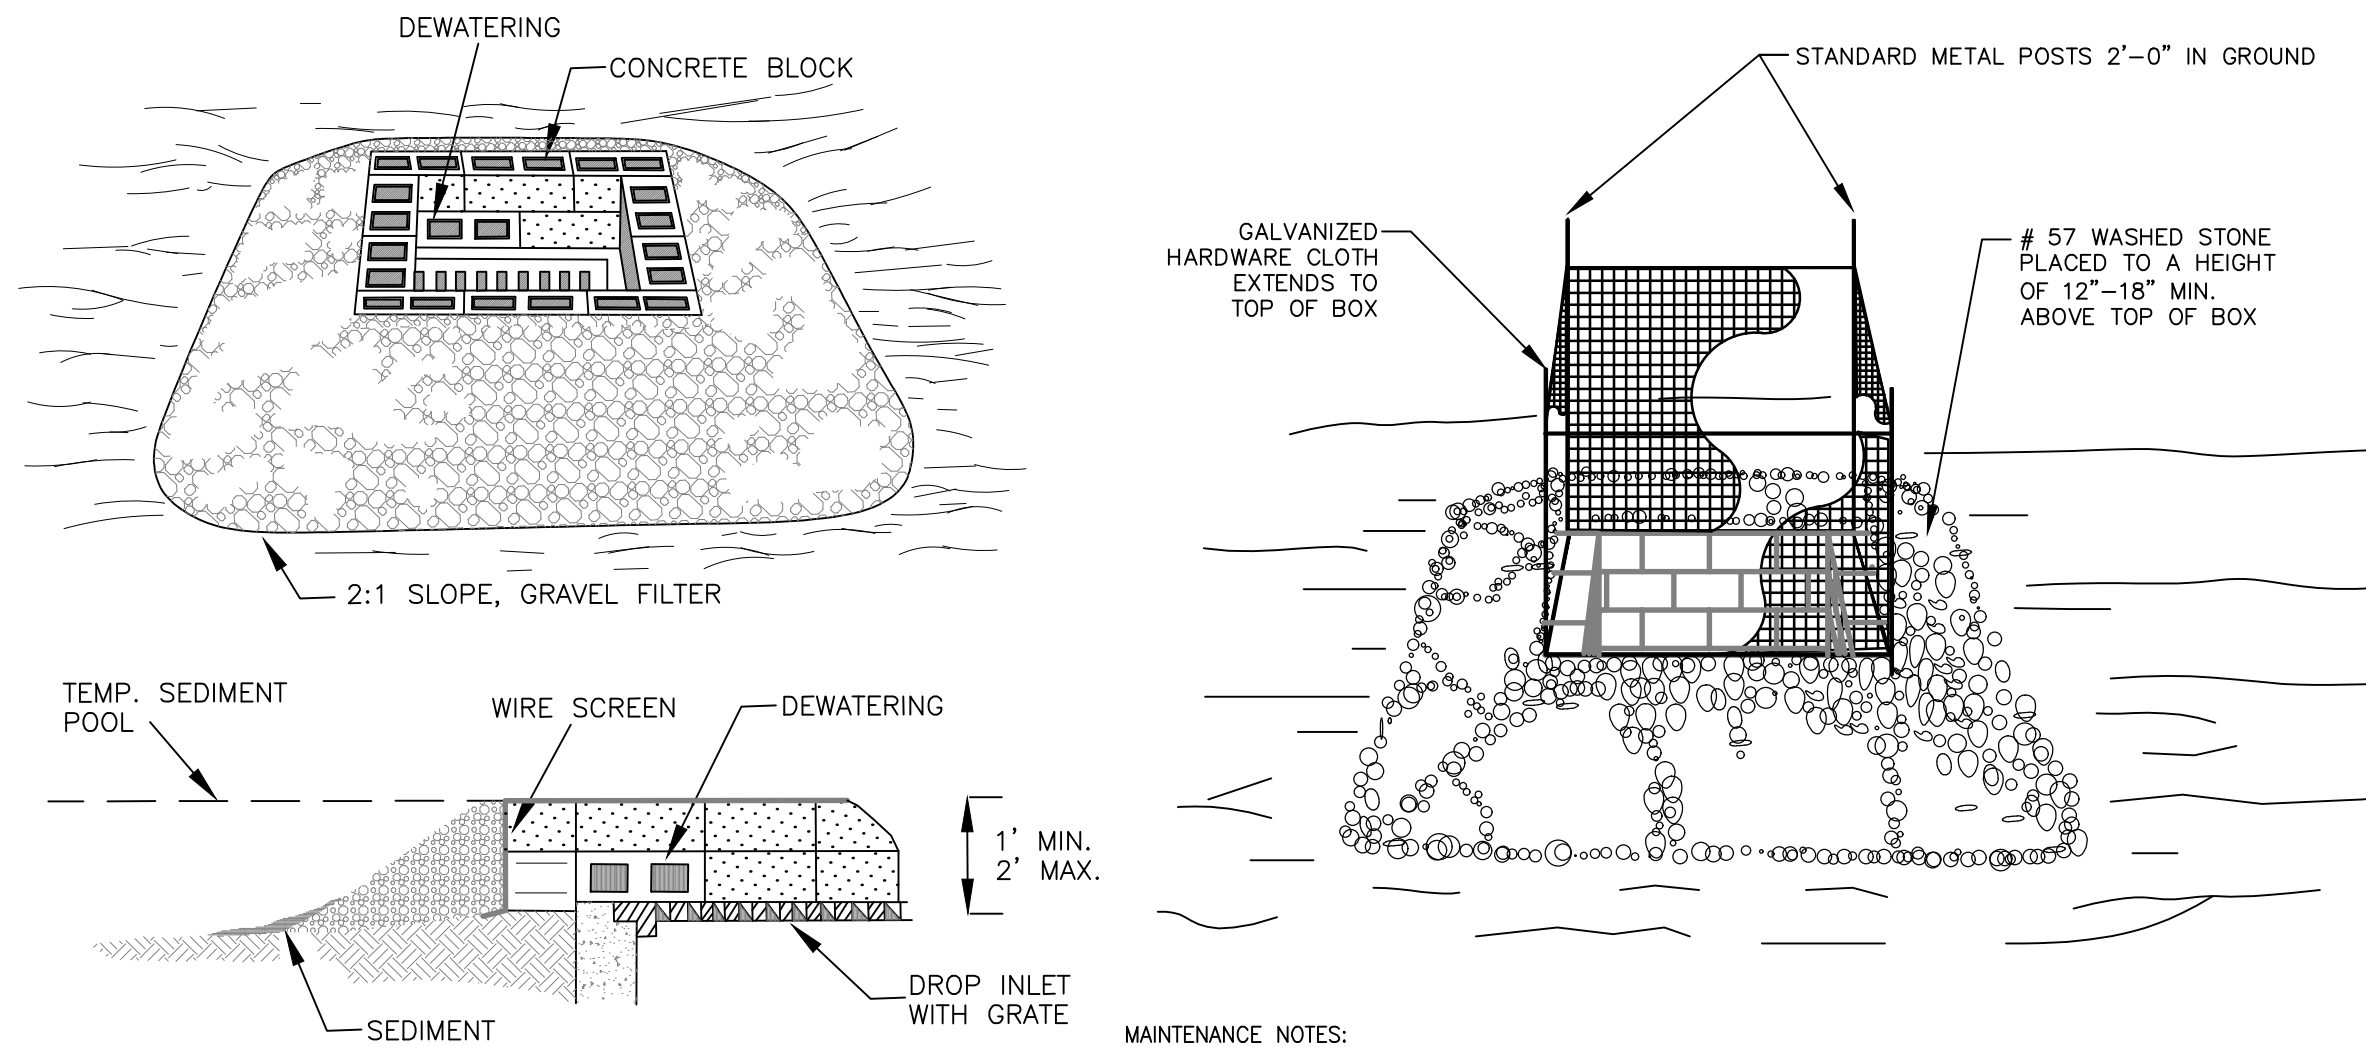 DEWATERING
CONCRETE BLOCK
2:1 SLOPE, GRAVEL FILTER
TEMP. SEDIMENT
POOL
WIRE SCREEN
DEWATERING
1' MIN.
2' MAX.
DROP INLET
WITH GRATE
SEDIMENT
STANDARD METAL POSTS 2'-0" IN GROUND
GALVANIZED
HARDWARE CLOTH
EXTENDS TO
TOP OF BOX
# 57 WASHED STONE
PLACED TO A HEIGHT
OF 12"-18" MIN.
ABOVE TOP OF BOX
MAINTENANCE NOTES: